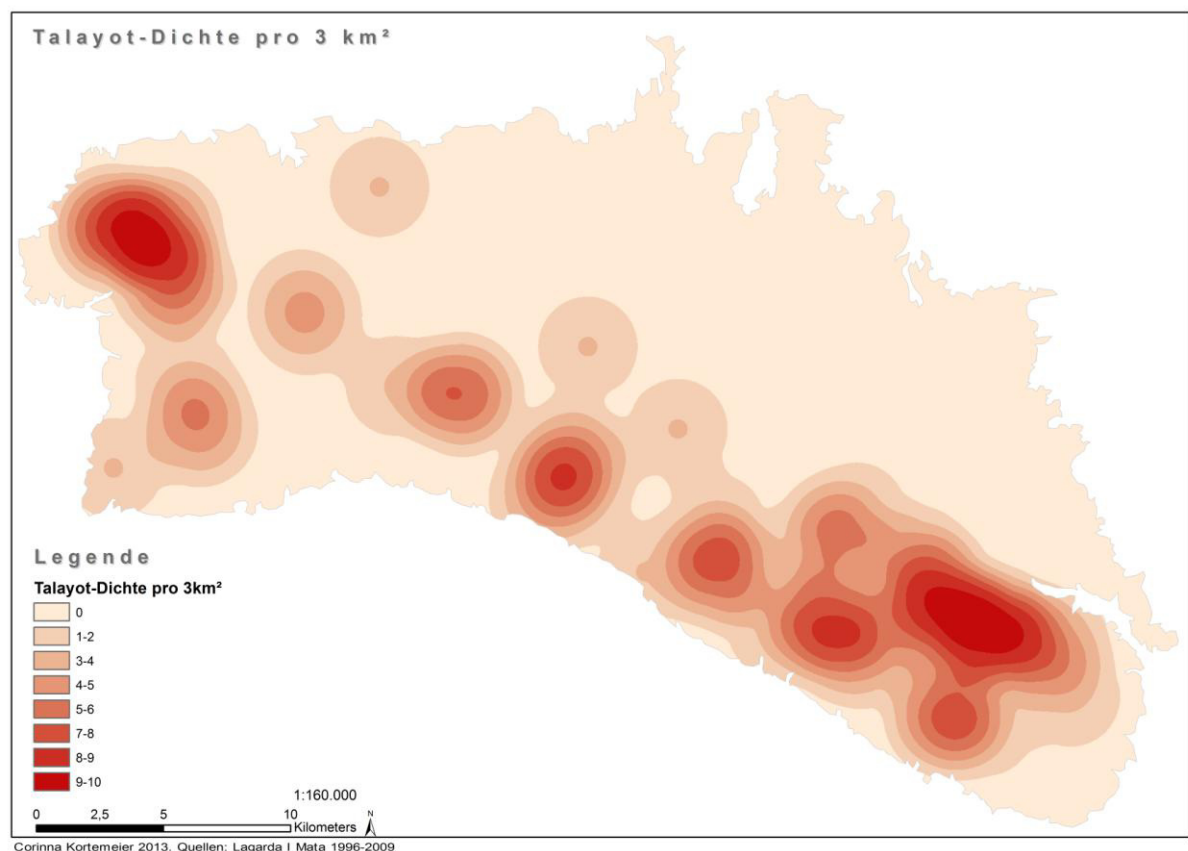 Talayot-Dichte pro 3 km²
Legende
Talayot-Dichte pro 3km²
0
1-2
3-4
4-5
5-6
7-8
8-9
9-10
1:160.000
0 2,5 5 10
Kilometers
N
Corinna Kortemeier 2013. Quellen: Lagarda I Mata 1996-2009